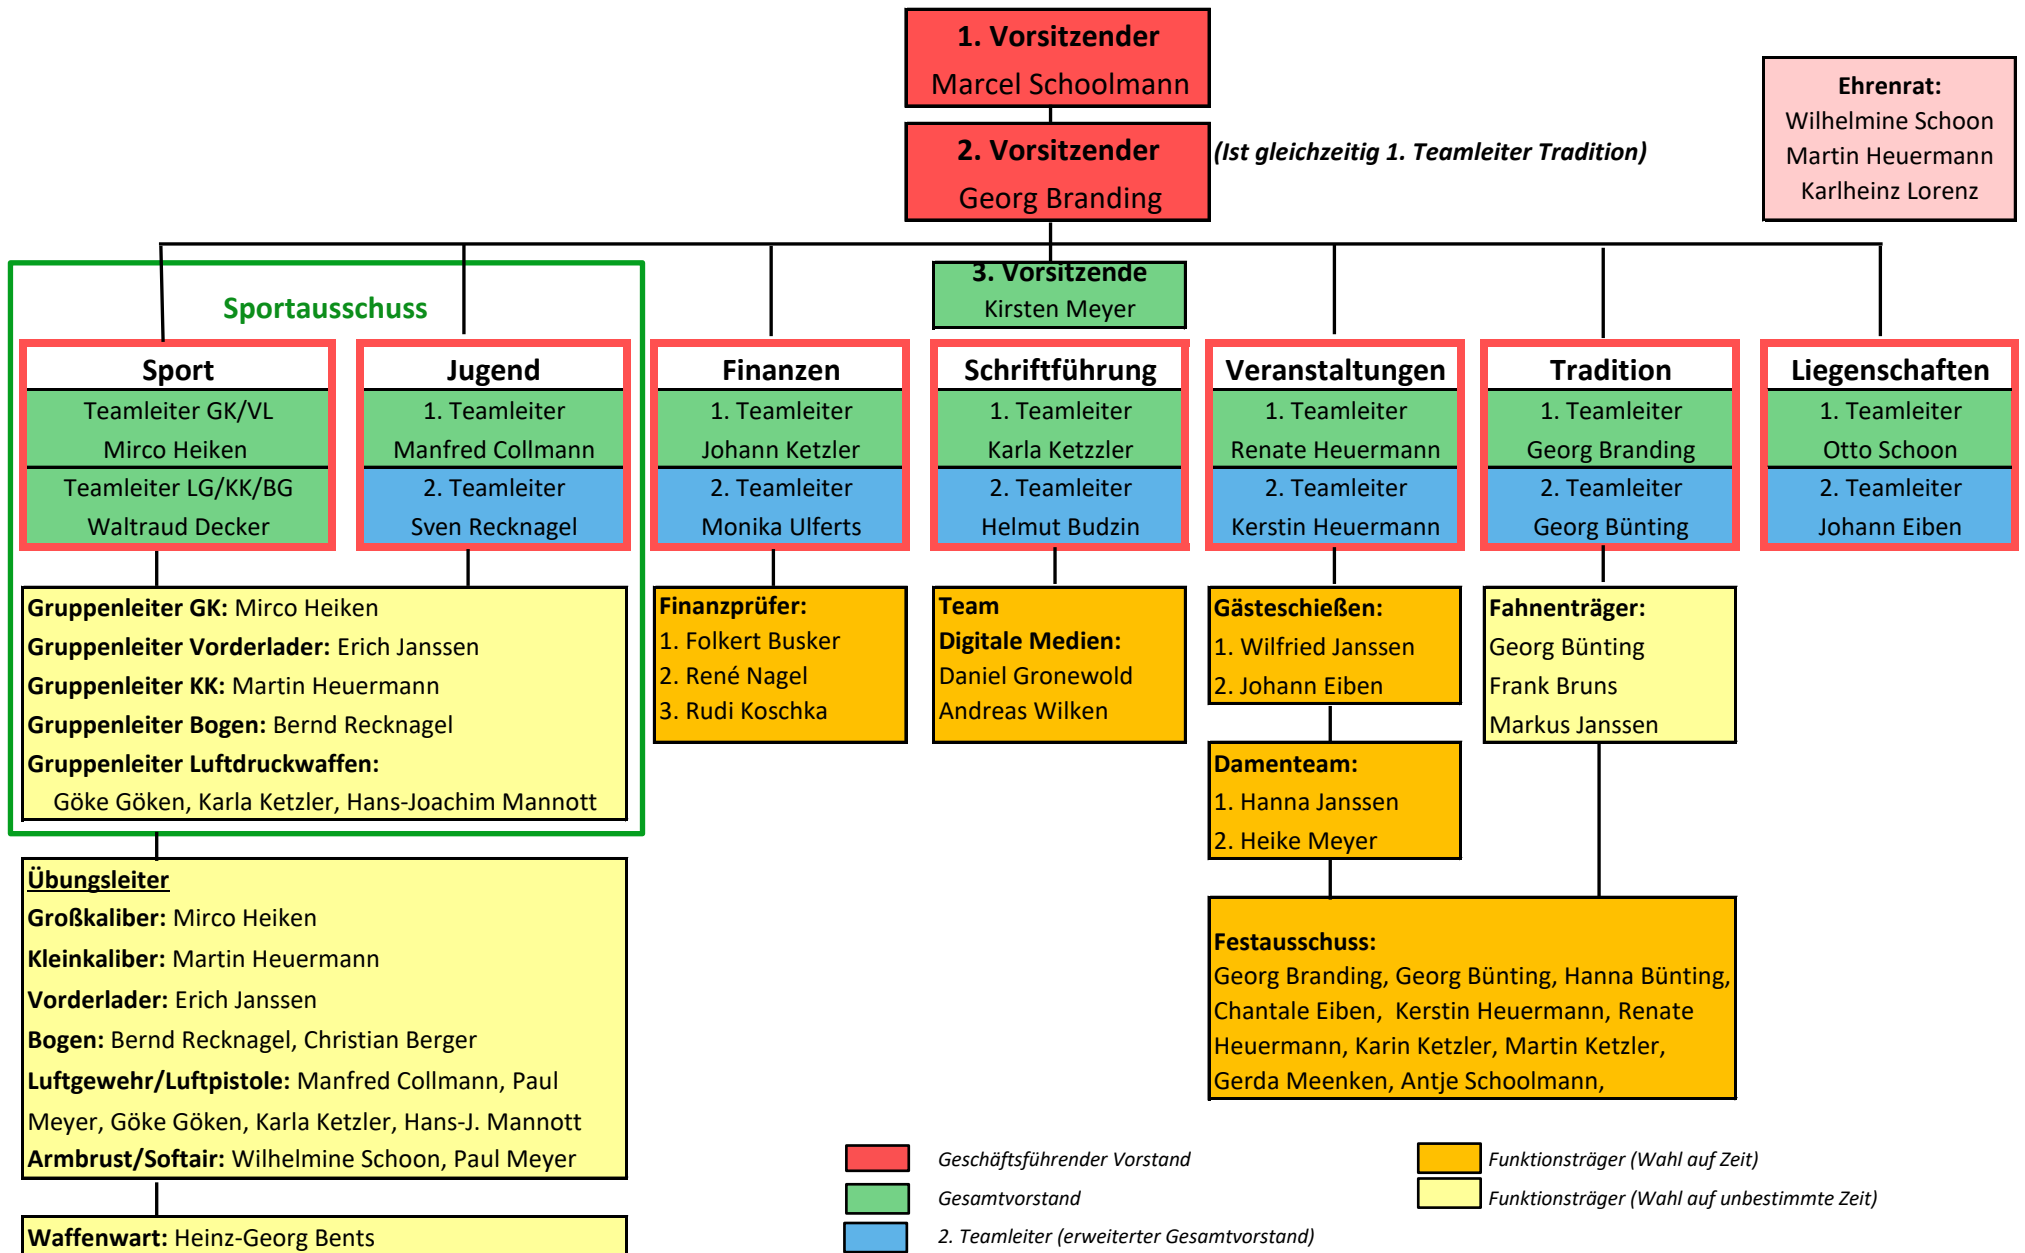 1. Vorsitzender
Marcel Schoolmann
2. Vorsitzender
Georg Branding
(Ist gleichzeitig 1. Teamleiter Tradition)
Ehrenrat:
Wilhelmine Schoon
Martin Heuermann
Karlheinz Lorenz
3. Vorsitzende
Kirsten Meyer
Sportausschuss
Sport
Teamleiter GK/VL
Mirco Heiken
Teamleiter LG/KK/BG
Waltraud Decker
Jugend
1. Teamleiter
Manfred Collmann
2. Teamleiter
Sven Recknagel
Finanzen
1. Teamleiter
Johann Ketzler
2. Teamleiter
Monika Ulferts
Schriftführung
1. Teamleiter
Karla Ketzzler
2. Teamleiter
Helmut Budzin
Veranstaltungen
1. Teamleiter
Renate Heuermann
2. Teamleiter
Kerstin Heuermann
Tradition
1. Teamleiter
Georg Branding
2. Teamleiter
Georg Bünting
Liegenschaften
1. Teamleiter
Otto Schoon
2. Teamleiter
Johann Eiben
Gruppenleiter GK: Mirco Heiken
Gruppenleiter Vorderlader: Erich Janssen
Gruppenleiter KK: Martin Heuermann
Gruppenleiter Bogen: Bernd Recknagel
Gruppenleiter Luftdruckwaffen:
Göke Göken, Karla Ketzler, Hans-Joachim Mannott
Finanzprüfer:
1. Folkert Busker
2. René Nagel
3. Rudi Koschka
Team
Digitale Medien:
Daniel Gronewold
Andreas Wilken
Gästeschießen:
1. Wilfried Janssen
2. Johann Eiben
Fahnenträger:
Georg Bünting
Frank Bruns
Markus Janssen
Damenteam:
1. Hanna Janssen
2. Heike Meyer
Übungsleiter
Großkaliber: Mirco Heiken
Kleinkaliber: Martin Heuermann
Vorderlader: Erich Janssen
Bogen: Bernd Recknagel, Christian Berger
Luftgewehr/Luftpistole: Manfred Collmann, Paul
Meyer, Göke Göken, Karla Ketzler, Hans-J. Mannott
Armbrust/Softair: Wilhelmine Schoon, Paul Meyer
Festausschuss:
Georg Branding, Georg Bünting, Hanna Bünting,
Chantale Eiben, Kerstin Heuermann, Renate
Heuermann, Karin Ketzler, Martin Ketzler,
Gerda Meenken, Antje Schoolmann,
Waffenwart: Heinz-Georg Bents
Geschäftsführender Vorstand
Gesamtvorstand
2. Teamleiter (erweiterter Gesamtvorstand)
Funktionsträger (Wahl auf Zeit)
Funktionsträger (Wahl auf unbestimmte Zeit)